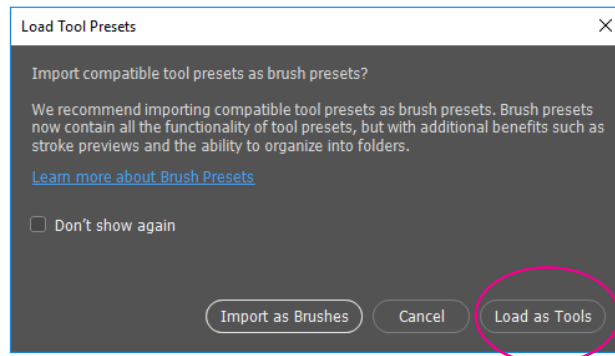 Load Tool Presets
Import compatible tool presets as brush presets?
We recommend importing compatible tool presets as brush presets. Brush presets
now contain all the functionality of tool presets, but with additional benefits such as
stroke previews and the ability to organize into folders.
Learn more about Brush Presets
Don't show again
Import as Brushes Cancel Load as Tools